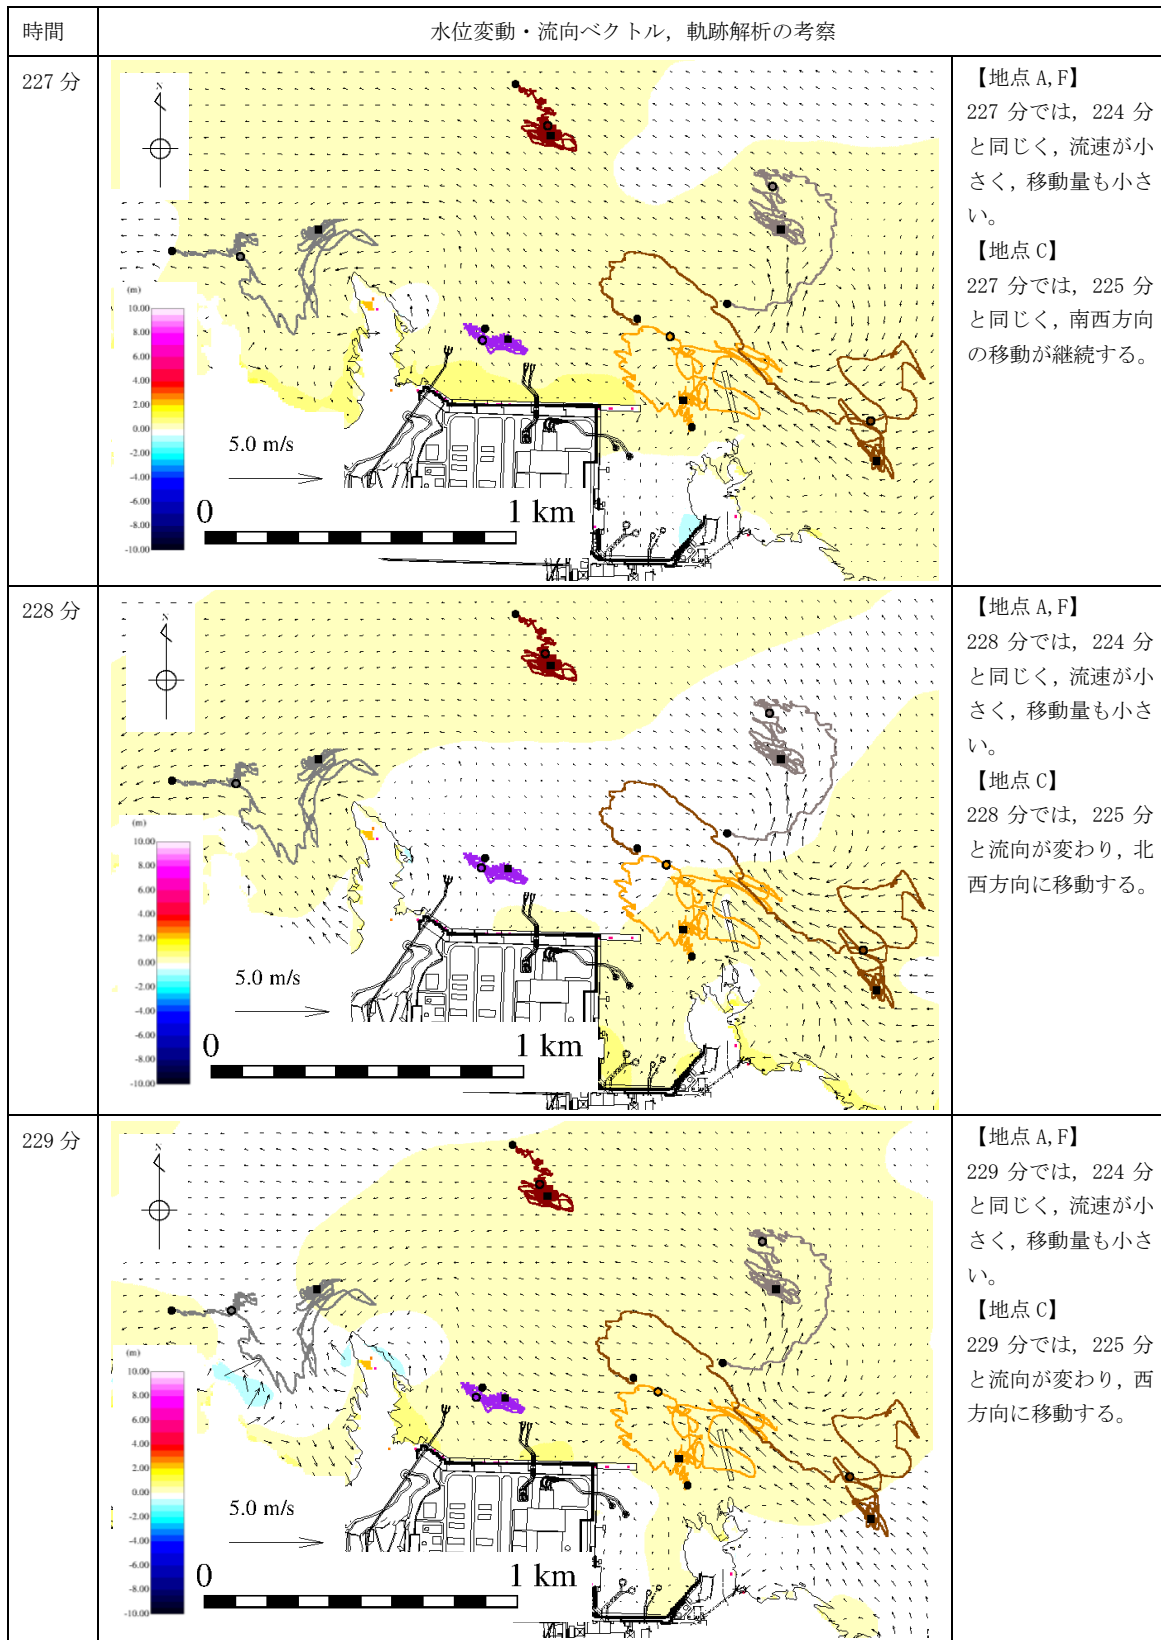 時間
水位変動・流向ベクトル，軌跡解析の考察
227 分
N
(m)
10.00
8.00
6.00
4.00
2.00
0.00
-2.00
-4.00
-6.00
-8.00
-10.00
5.0 m/s
0
1 km
【地点 A,F】
227 分では，224 分
と同じく，流速が小
さく，移動量も小さ
い。
【地点 C】
227 分では，225 分
と同じく，南西方向
の移動が継続する。
228 分
N
(m)
10.00
8.00
6.00
4.00
2.00
0.00
-2.00
-4.00
-6.00
-8.00
-10.00
5.0 m/s
0
1 km
【地点 A,F】
228 分では，224 分
と同じく，流速が小
さく，移動量も小さ
い。
【地点 C】
228 分では，225 分
と流向が変わり，北
西方向に移動する。
229 分
N
(m)
10.00
8.00
6.00
4.00
2.00
0.00
-2.00
-4.00
-6.00
-8.00
-10.00
5.0 m/s
0
1 km
【地点 A,F】
229 分では，224 分
と同じく，流速が小
さく，移動量も小さ
い。
【地点 C】
229 分では，225 分
と流向が変わり，西
方向に移動する。